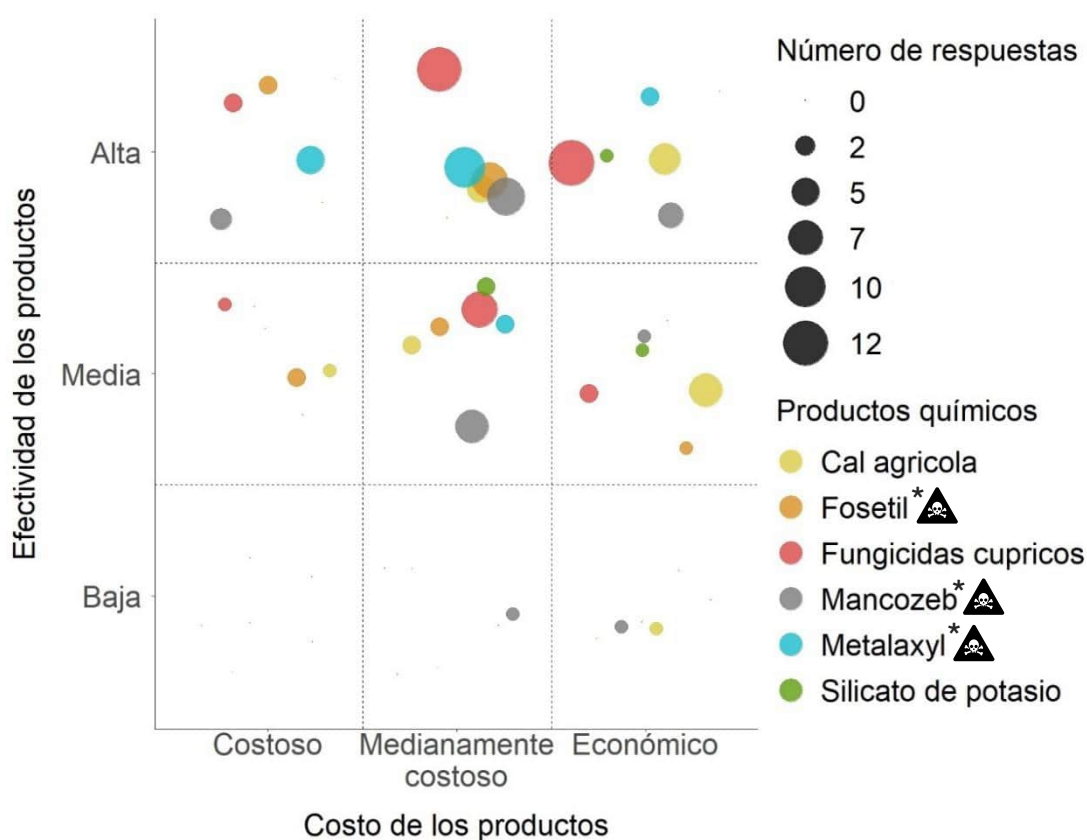 Efectividad de los productos
Alta
Media
Baja
Costoso
Medianamente
costoso
Económico
Costo de los productos
Número de respuestas
0
2
5
7
10
12
Productos químicos
Cal agricola
Fosetil*
Fungicidas cupricos
Mancozeb*
Metalaxyl*
Silicato de potasio